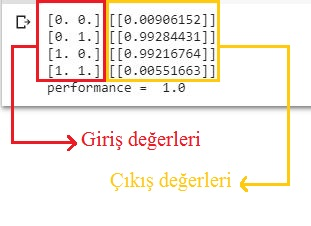 [0. 0.] [[0.00906152]]
[0. 1.] [[0.99284431]]
[1. 0.] [[0.99216764]]
[1. 1.] [[0.00551663]]
performance =  1.0
Giriş değerleri
Çıkış değerleri